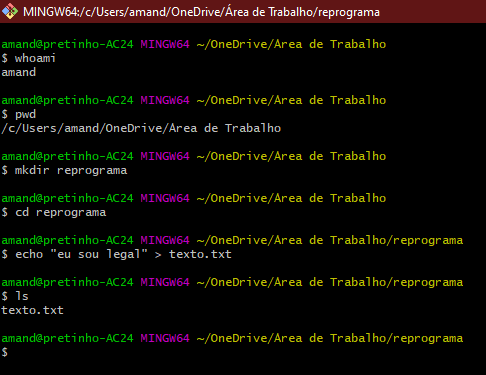 MINGW64:/c/Users/amand/OneDrive/Área de Trabalho/reprograma
amand@pretinho-AC24 MINGW64 ~/OneDrive/Área de Trabalho
$ whoami
amand
amand@pretinho-AC24 MINGW64 ~/OneDrive/Área de Trabalho
$ pwd
/c/Users/amand/OneDrive/Área de Trabalho
amand@pretinho-AC24 MINGW64 ~/OneDrive/Área de Trabalho
$ mkdir reprograma
amand@pretinho-AC24 MINGW64 ~/OneDrive/Área de Trabalho
$ cd reprograma
amand@pretinho-AC24 MINGW64 ~/OneDrive/Área de Trabalho/reprograma
$ echo "eu sou legal" > texto.txt
amand@pretinho-AC24 MINGW64 ~/OneDrive/Área de Trabalho/reprograma
$ ls
texto.txt
amand@pretinho-AC24 MINGW64 ~/OneDrive/Área de Trabalho/reprograma
$